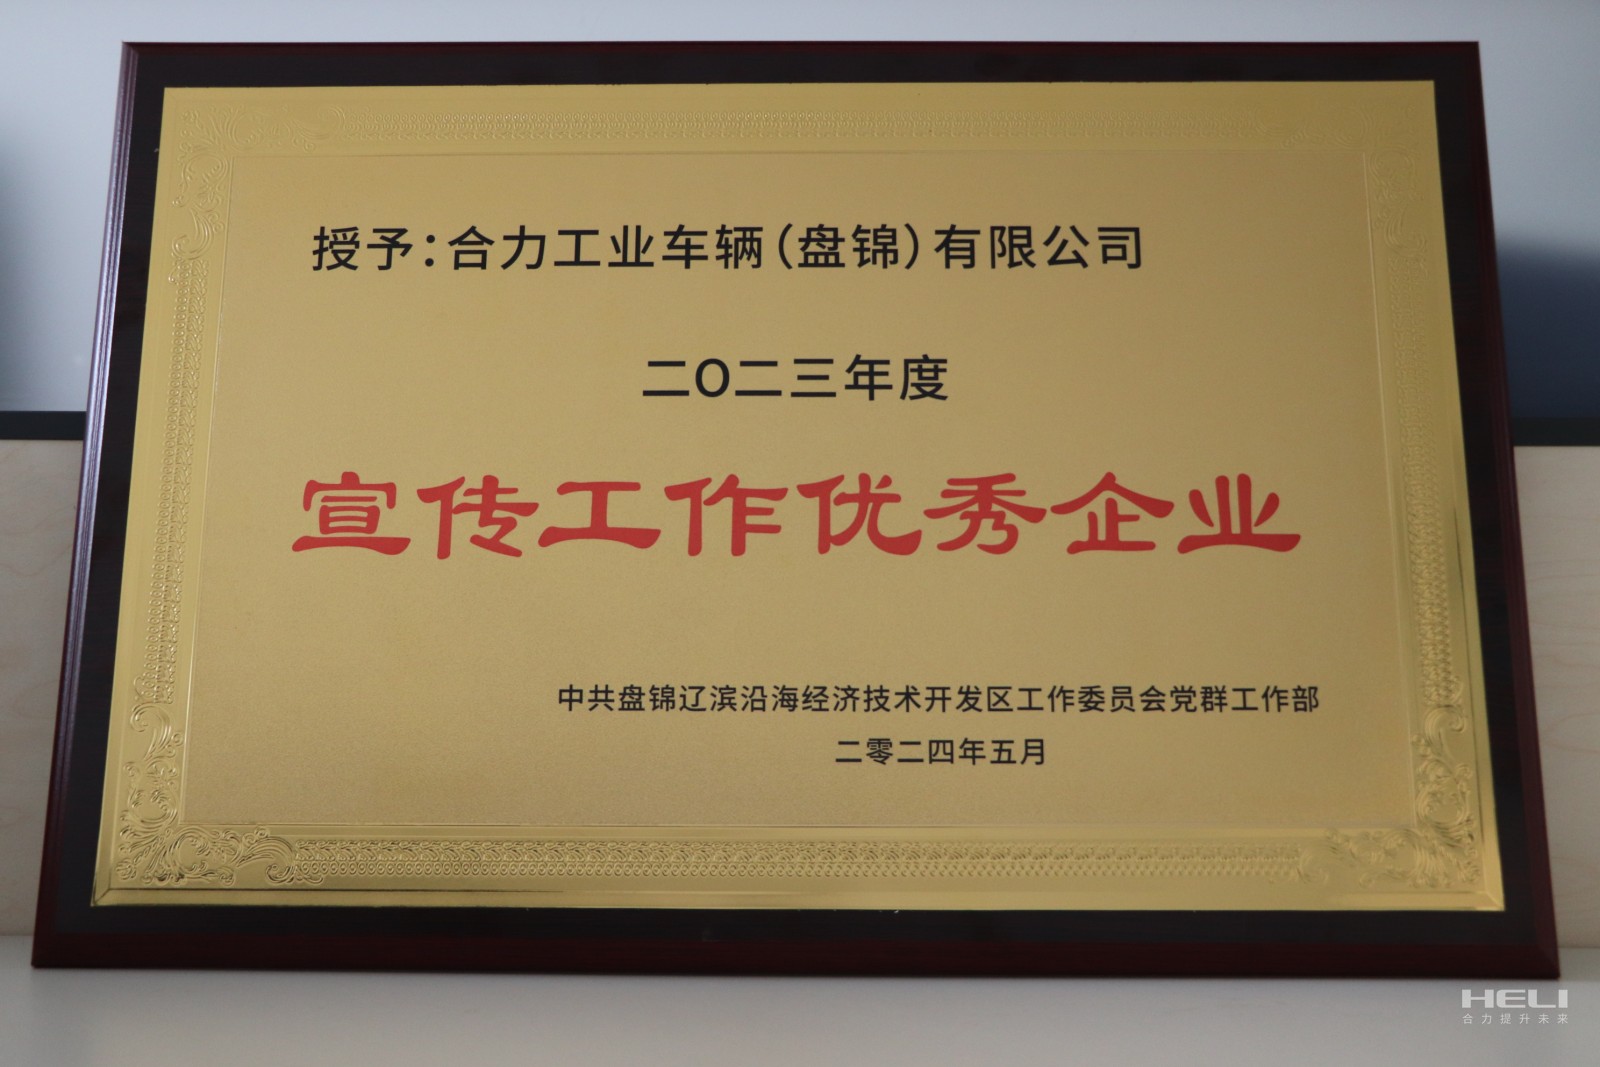 授予：合力工业车辆（盘锦）有限公司
二O二三年度
宣传工作优秀企业
中共盘锦辽滨沿海经济技术开发区工作委员会党群工作部
二零二四年五月
HELI
合力提升未来